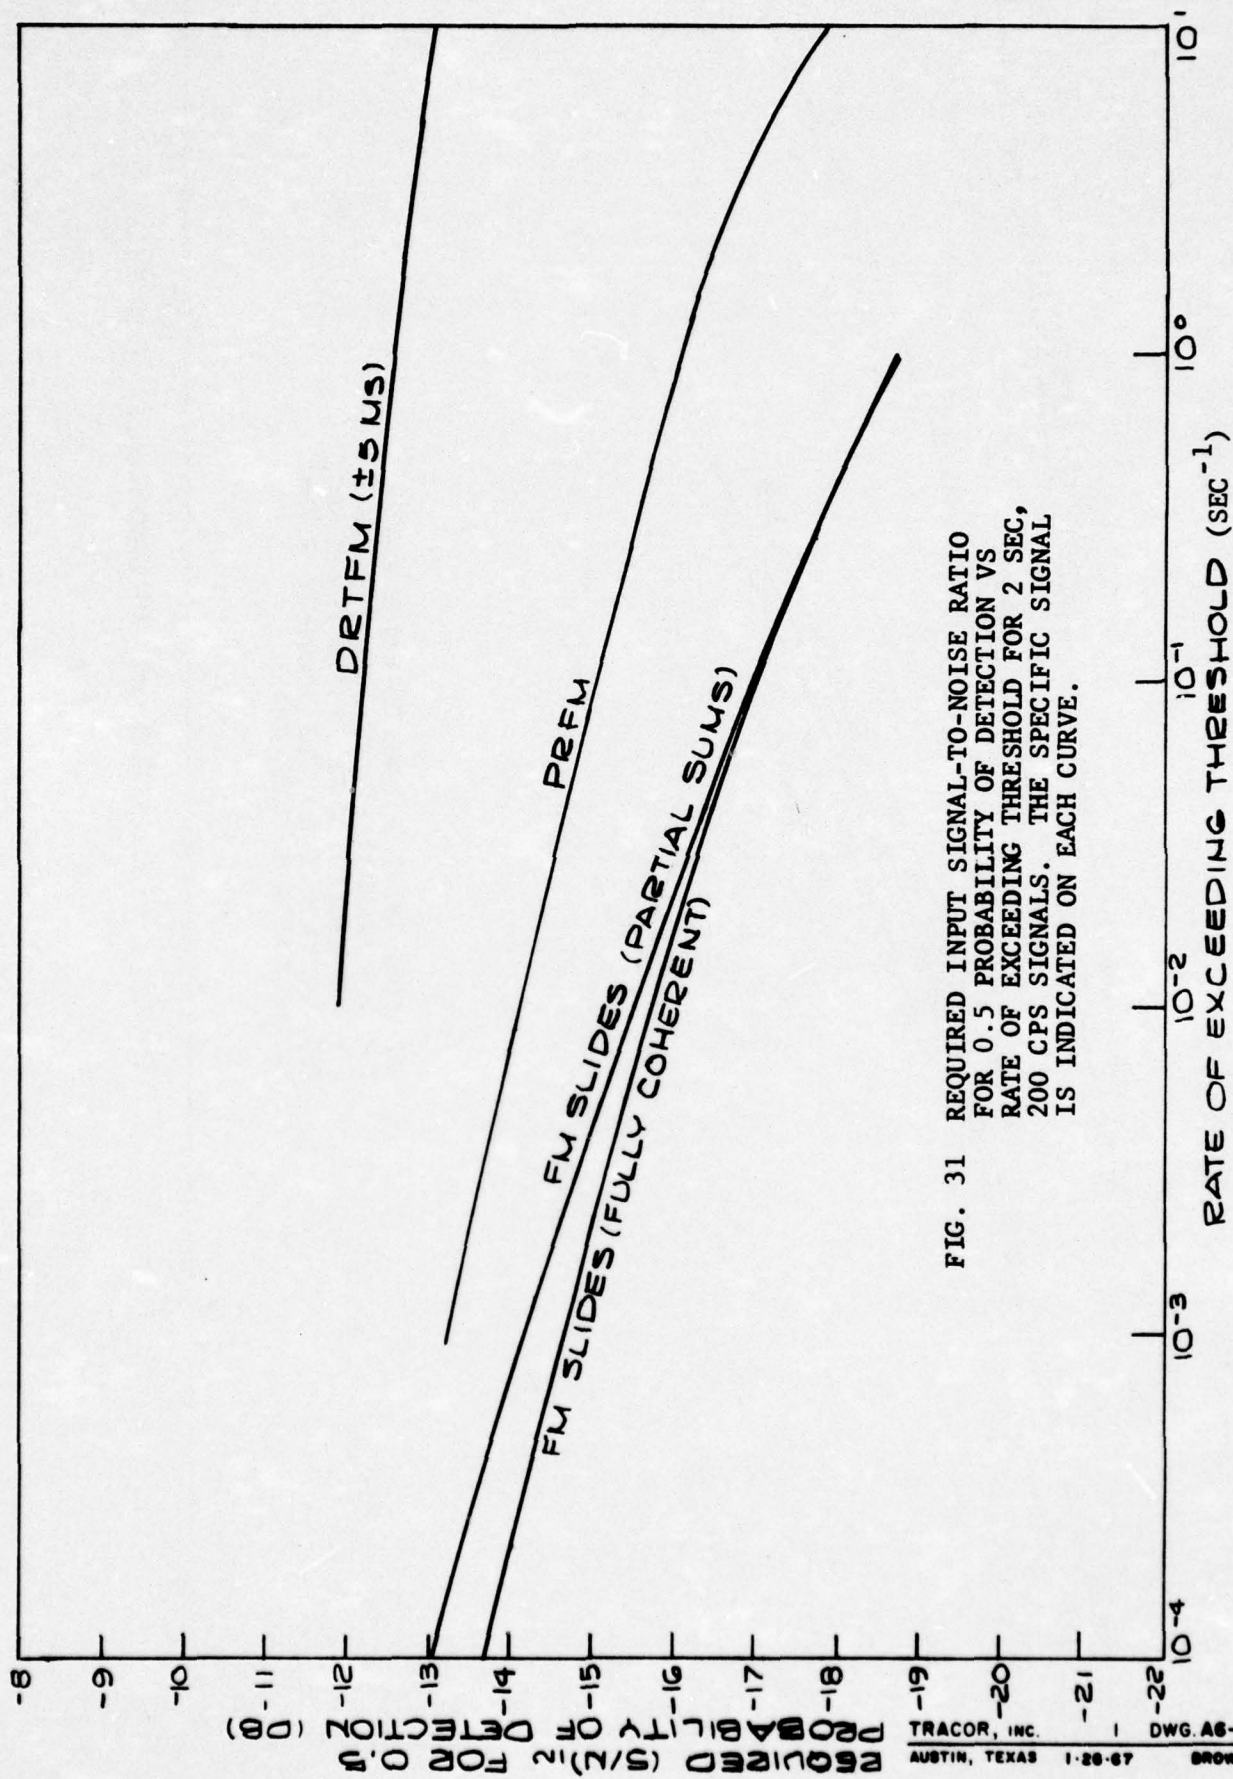 REQUIRED (S/N)IN FOR 0.5
PROBABILITY OF DETECTION (DB)
-8
-9
-10
-11
-12
-13
-14
-15
-16
-17
-18
-19
-20
-21
-22
DRTFM (±5 MS)
PRFM
FM SLIDES (PARTIAL SUMS)
FM SLIDES (FULLY COHERENT)
10-4
10-3
10-2
10-1
10⁰
10¹
RATE OF EXCEEDING THRESHOLD (SEC-1)
FIG. 31 REQUIRED INPUT SIGNAL-TO-NOISE RATIO
FOR 0.5 PROBABILITY OF DETECTION VS
RATE OF EXCEEDING THRESHOLD FOR 2 SEC,
200 CPS SIGNALS. THE SPECIFIC SIGNAL
IS INDICATED ON EACH CURVE.
TRACOR, INC.
AUSTIN, TEXAS
DWG. A6-
1-26-67